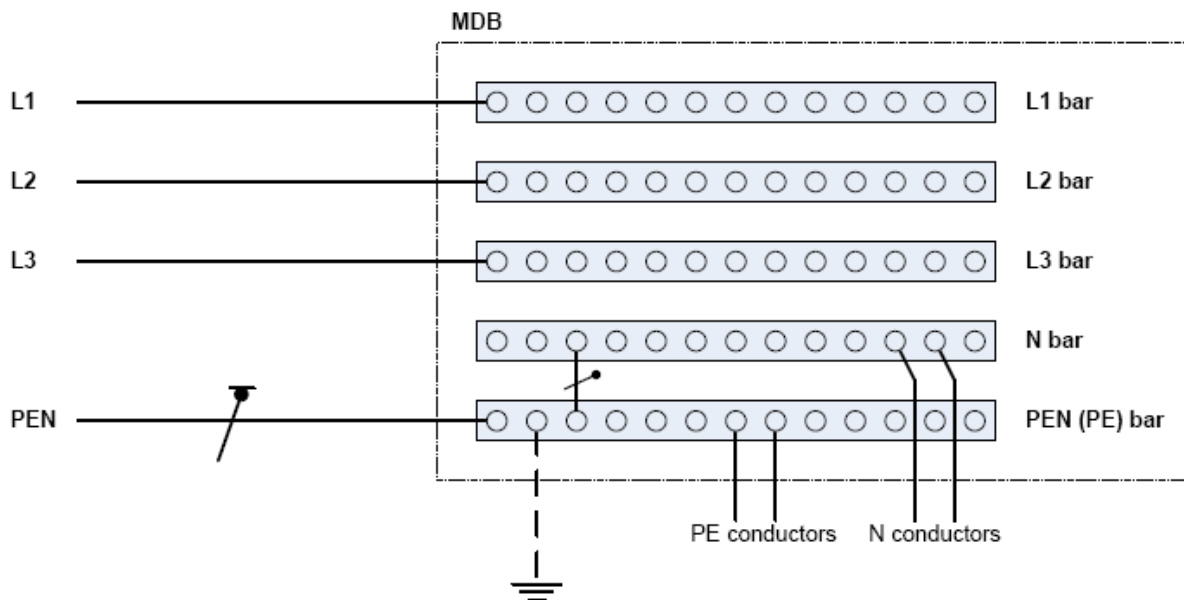 MDB
L1
L1 bar
L2
L2 bar
L3
L3 bar
N bar
PEN
PEN (PE) bar
PE conductors
N conductors